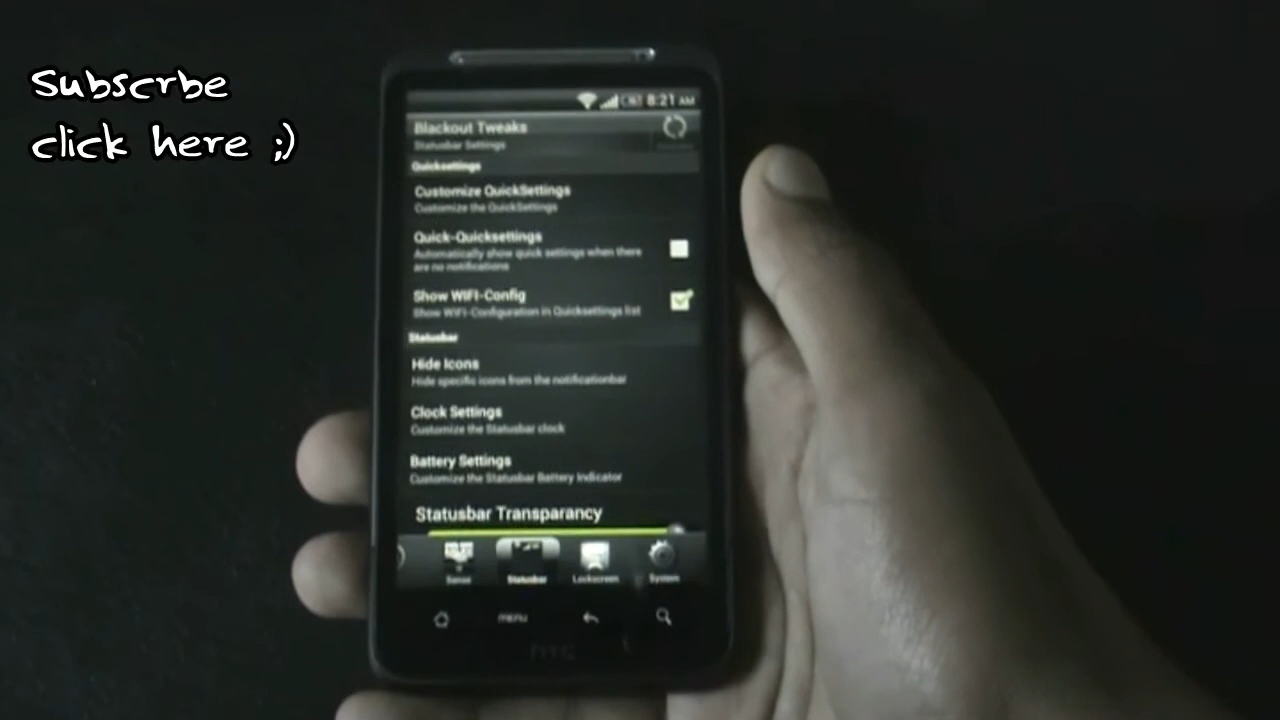 Subscrbe
click here ;)
8:21 AM
Blackout Tweaks
Statusbar Settings
Quicksettings
Customize QuickSettings
Customize the QuickSettings
Quick-Quicksettings
Automatically show quick settings when there
are no notifications
Show WIFI-Config
Show WIFI-Configuration in Quicksettings list
Statusbar
Hide Icons
Hide specific icons from the notificationbar
Clock Settings
Customize the Statusbar clock
Battery Settings
Customize the Statusbar Battery Indicator
Statusbar Transparancy
Sense Statusbar Lockscreen System
menu
hTC